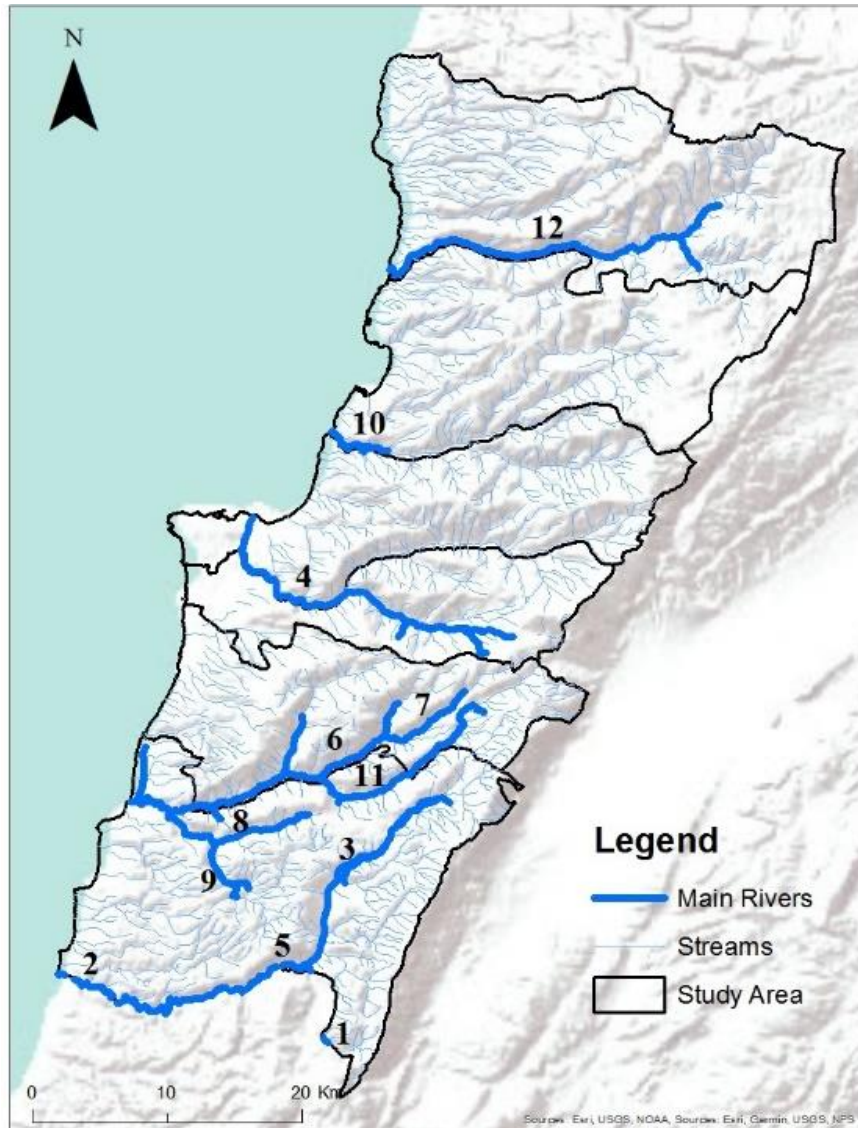 N
12
10
4
7
6
11
8
3
9
5
2
1
Legend
Main Rivers
Streams
Study Area
0 10 20 Km
Sources: Esri, USGS, NOAA, Sources: Esri, Garmin, USGS, NPS